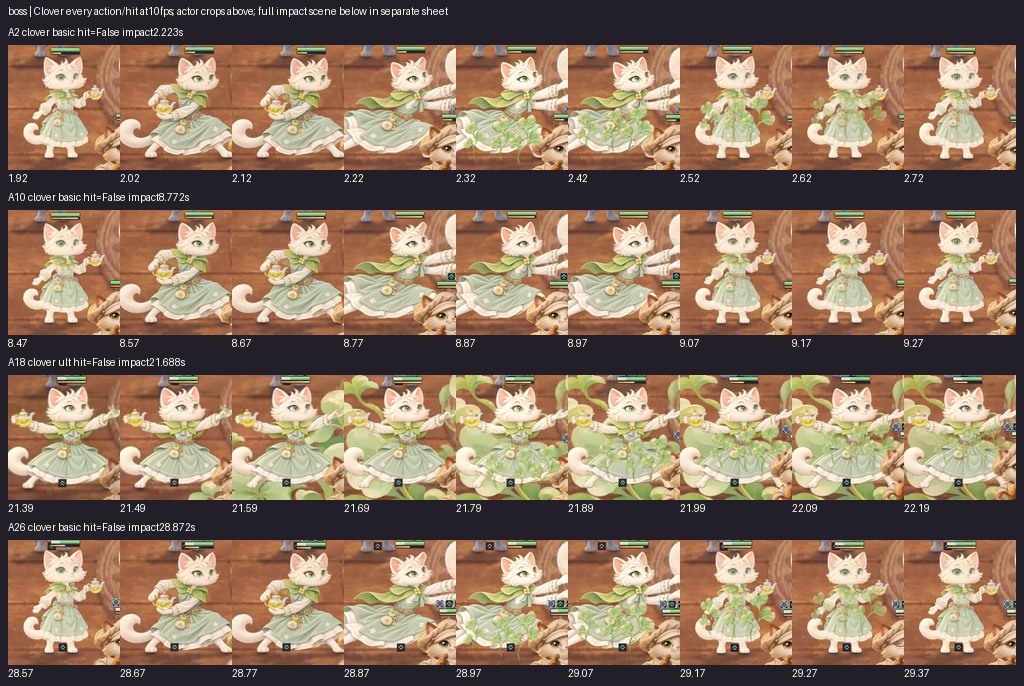 boss | Clover every action/hit at10fps; actor crops above; full impact scene below in separate sheet
A2 clover basic hit=False impact2.223s
1.92 2.02 2.12 2.22 2.32 2.42 2.52 2.62 2.72
A10 clover basic hit=False impact8.772s
8.47 8.57 8.67 8.77 8.87 8.97 9.07 9.17 9.27
A18 clover ult hit=False impact21.688s
21.39 21.49 21.59 21.69 21.79 21.89 21.99 22.09 22.19
A26 clover basic hit=False impact28.872s
28.57 28.67 28.77 28.87 28.97 29.07 29.17 29.27 29.37